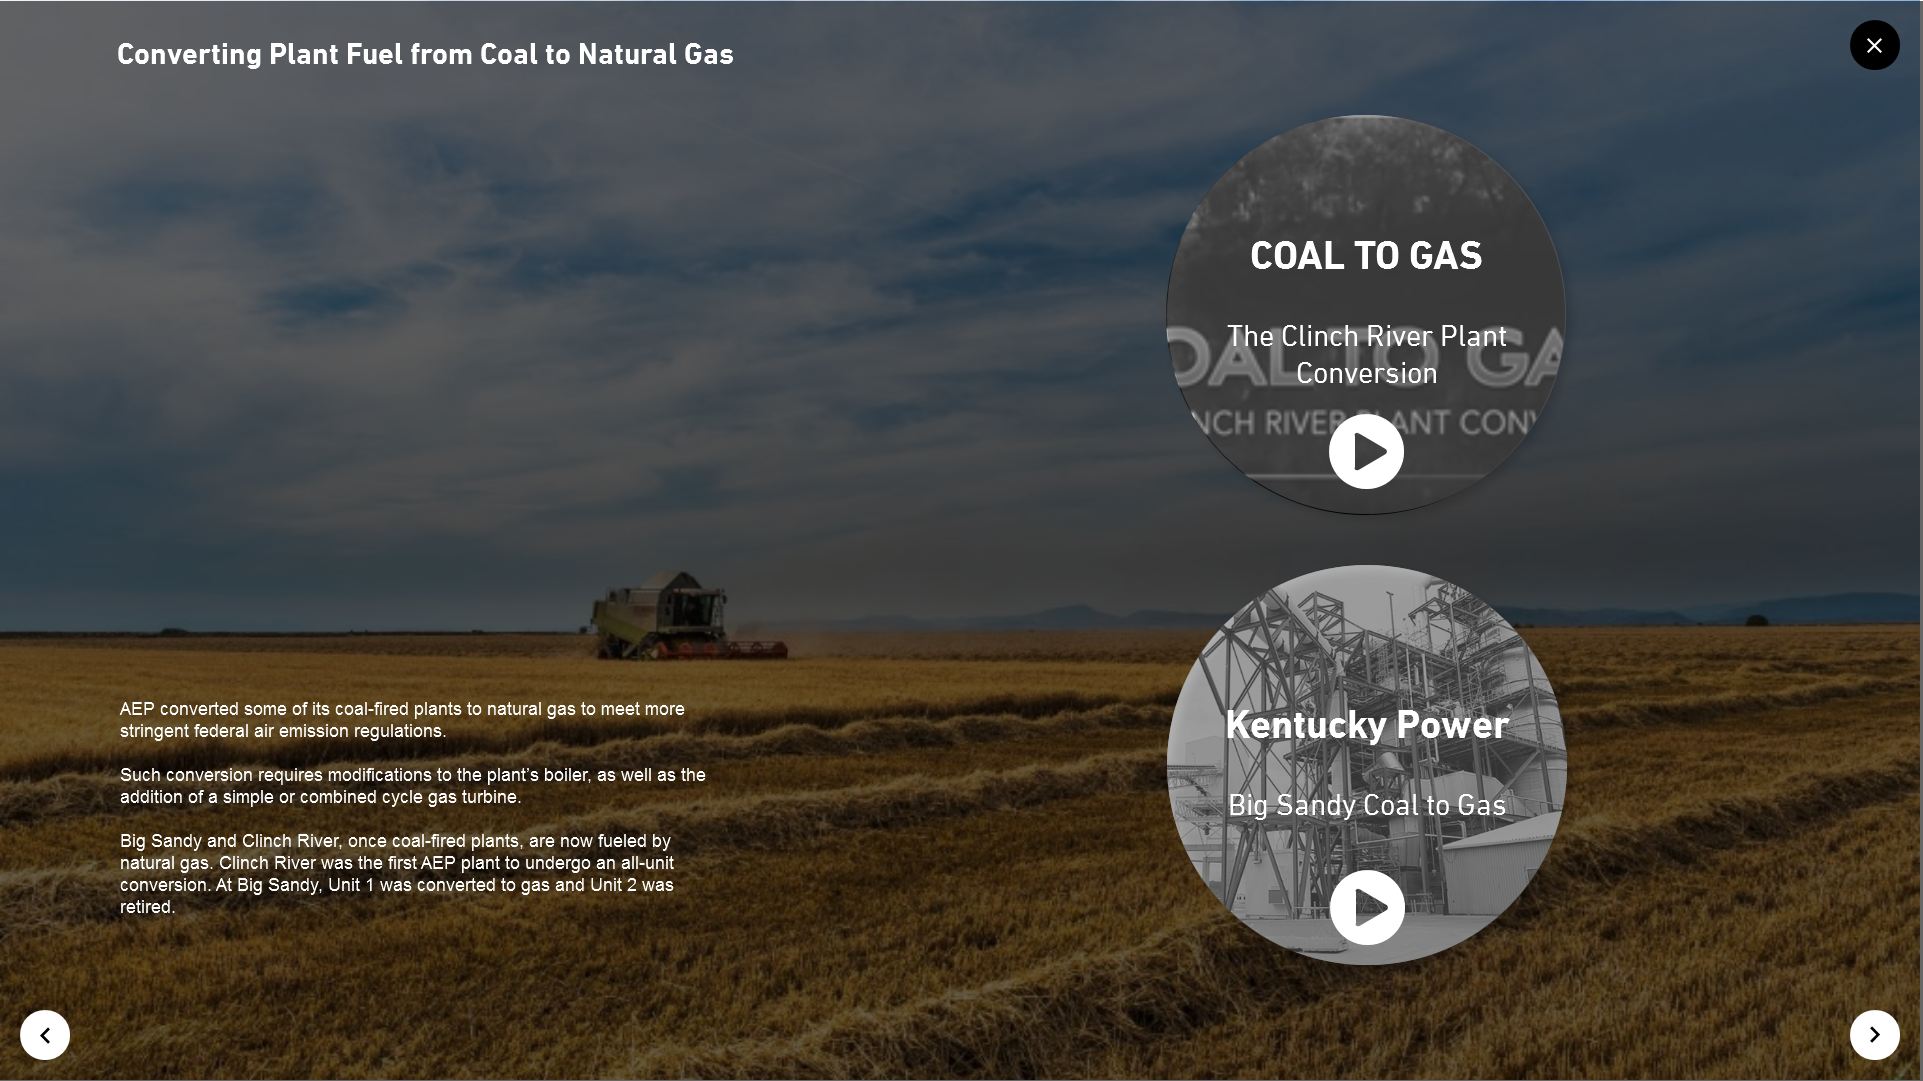 Converting Plant Fuel from Coal to Natural Gas
COAL TO GAS
The Clinch River Plant
Conversion
OAL TO GA
NCH RIVER PLANT CONV
Kentucky Power
Big Sandy Coal to Gas
AEP converted some of its coal-fired plants to natural gas to meet more
stringent federal air emission regulations.
Such conversion requires modifications to the plant’s boiler, as well as the
addition of a simple or combined cycle gas turbine.
Big Sandy and Clinch River, once coal-fired plants, are now fueled by
natural gas. Clinch River was the first AEP plant to undergo an all-unit
conversion. At Big Sandy, Unit 1 was converted to gas and Unit 2 was
retired.